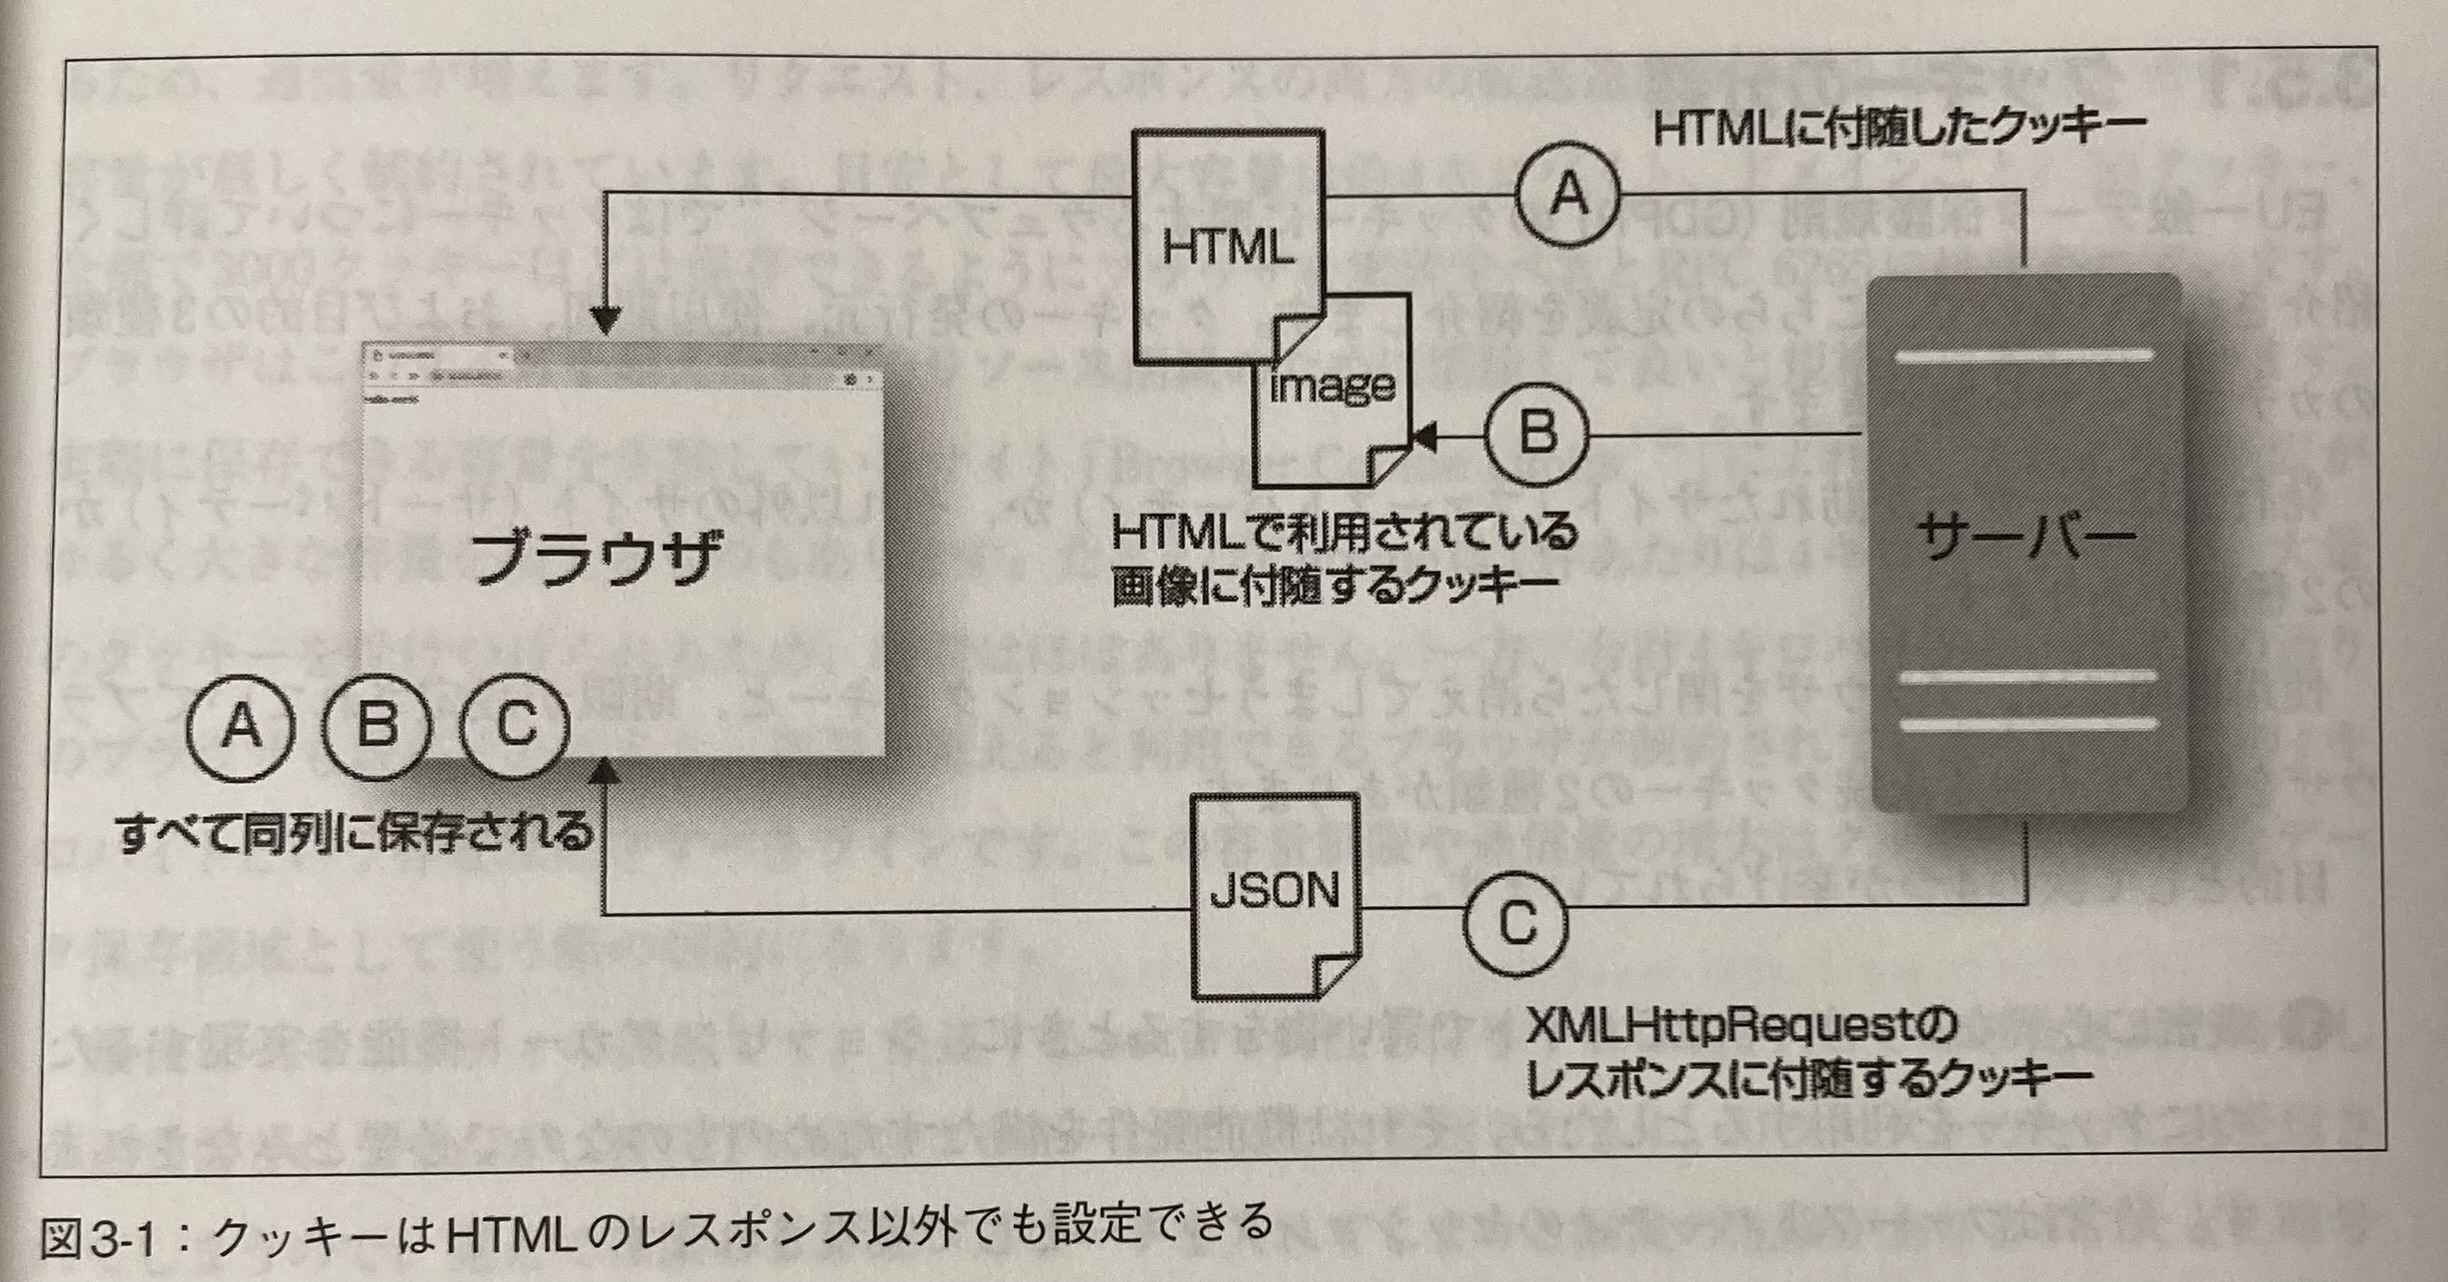 HTMLに付随したクッキー
A
HTML
image
B
HTMLで利用されている
画像に付随するクッキー
サーバー
ブラウザ
A B C
すべて同列に保存される
JSON
C
XMLHttpRequestの
レスポンスに付随するクッキー
図3-1：クッキーはHTMLのレスポンス以外でも設定できる